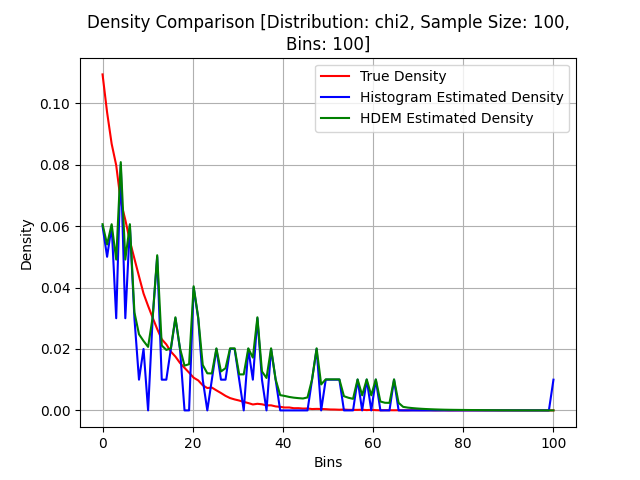 Density Comparison [Distribution: chi2, Sample Size: 100,
Bins: 100]
True Density
Histogram Estimated Density
HDEM Estimated Density
Density
0.10
0.08
0.06
0.04
0.02
0.00
0
20
40
60
80
100
Bins